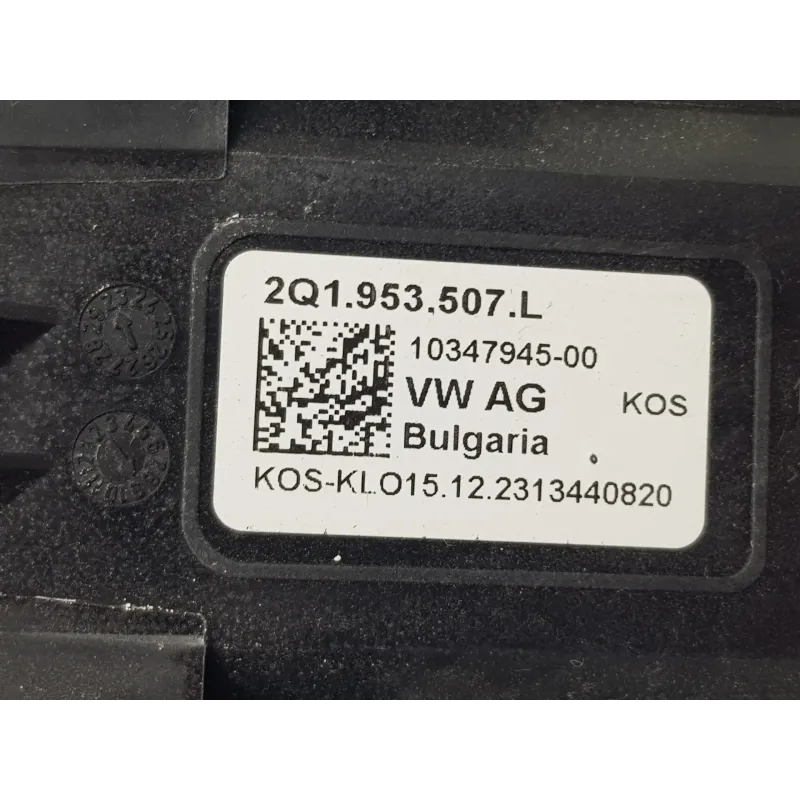 2Q1.953.507.L
10347945-00
VW AG KOS
Bulgaria
KOS-KLO15.12.2313440820